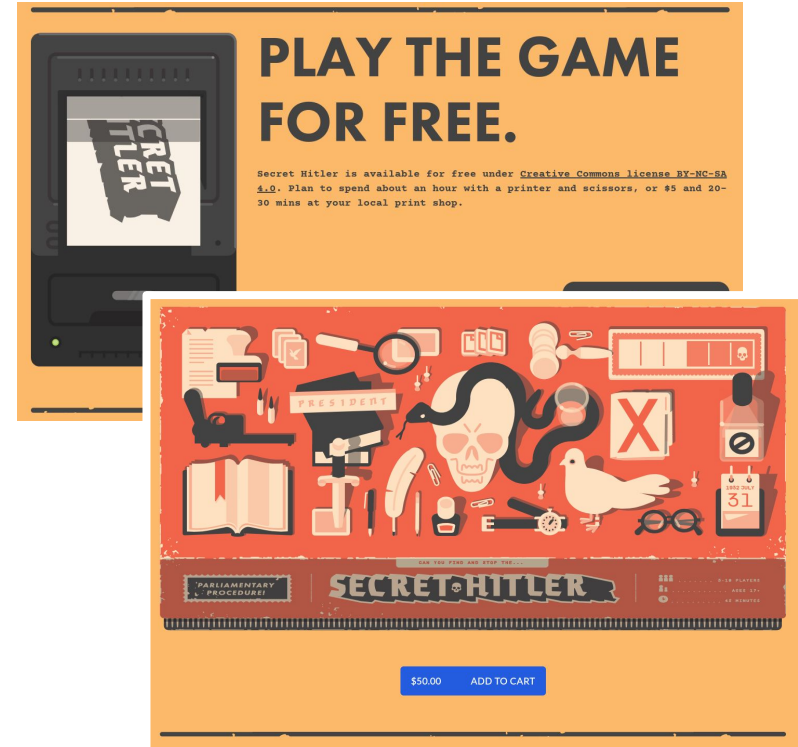 PLAY THE GAME
FOR FREE.
CRET
TLER
Secret Hitler is available for free under Creative Commons license BY-NC-SA
4.0. Plan to spend about an hour with a printer and scissors, or $5 and 20-
30 mins at your local print shop.
PRESIDENT
X
1932 JULY
31
CAN YOU FIND AND STOP THE...
PARLIAMENTARY
PROCEDURE!
SECRET HITLER
5-10 PLAYERS
AGES 17+
45 MINUTES
$50.00 ADD TO CART